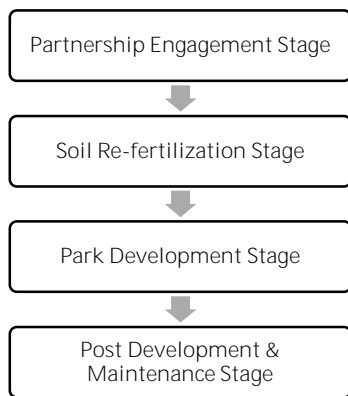 Partnership Engagement Stage
Soil Re-fertilization Stage
Park Development Stage
Post Development &
Maintenance Stage